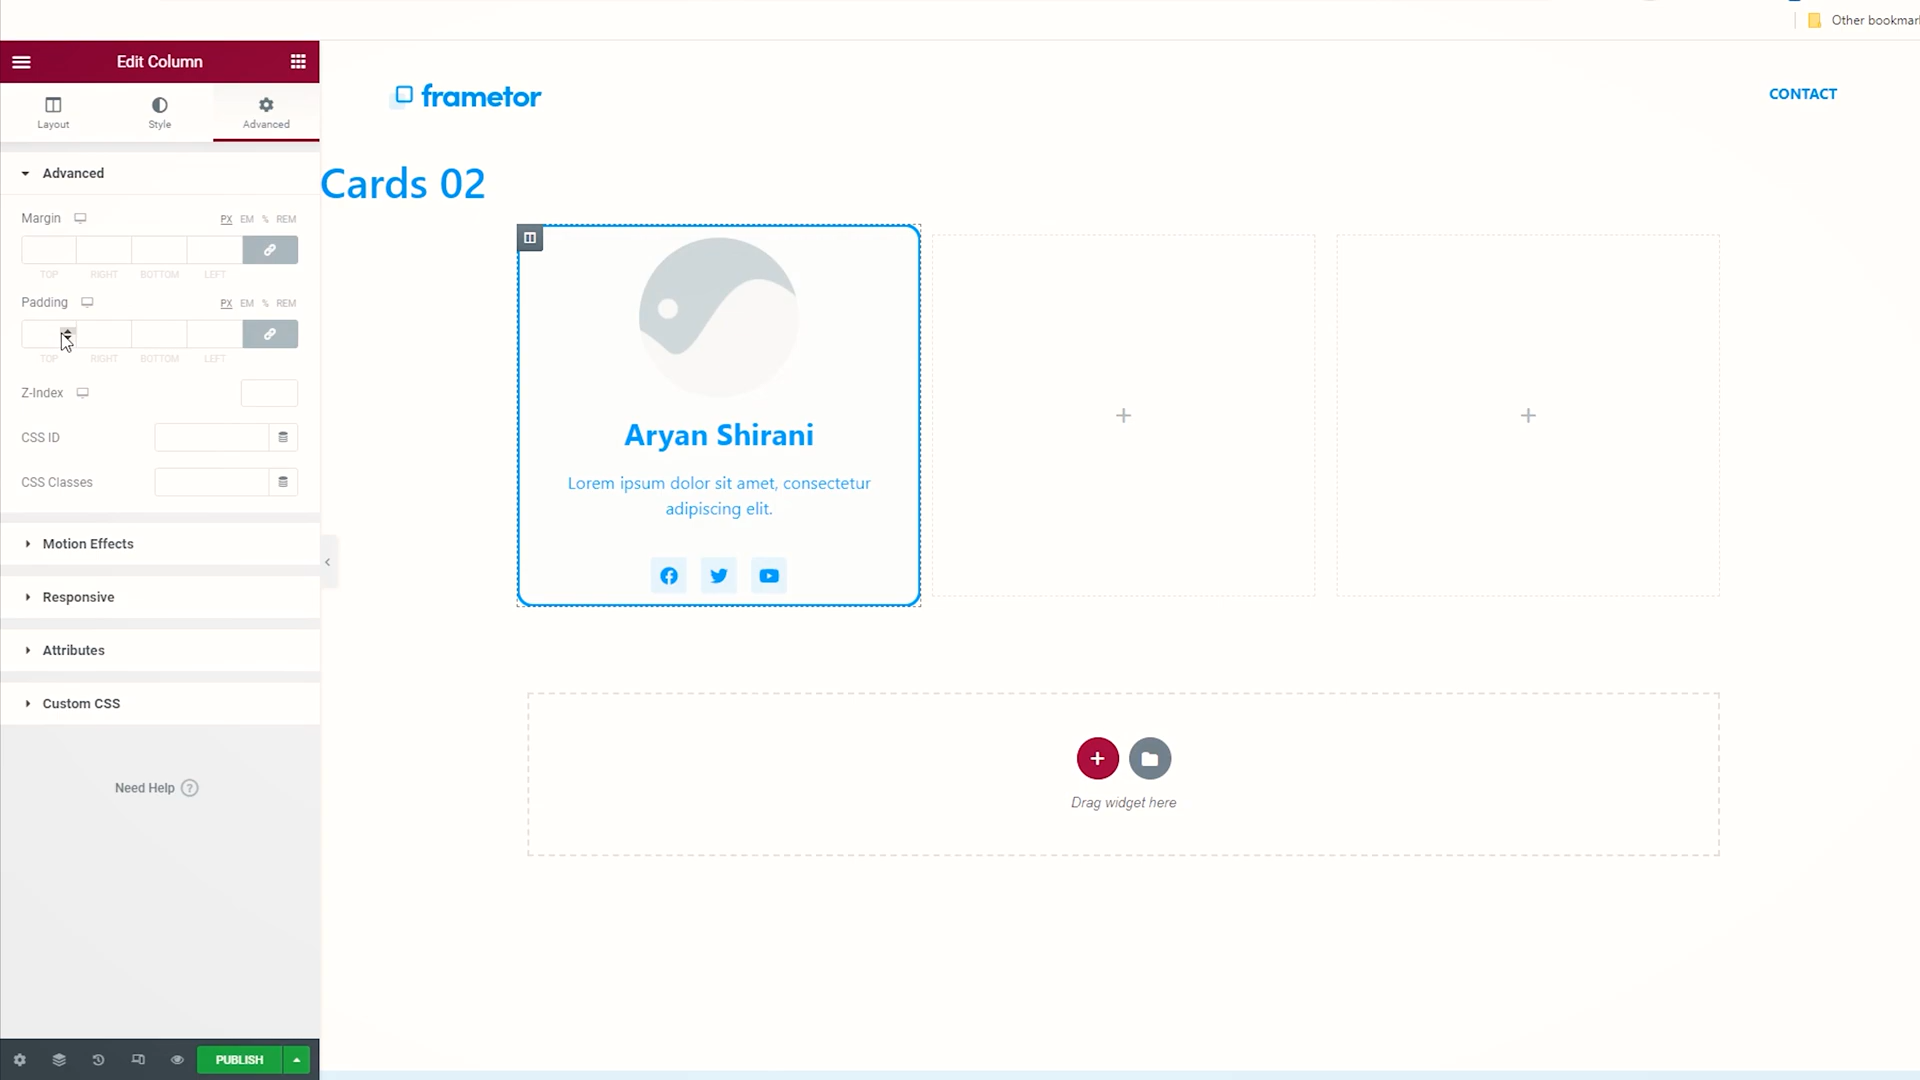 Other bookmar
Edit Column
Layout
Style
Advanced
Advanced
Margin
PX EM % REM
TOP RIGHT BOTTOM LEFT
Padding
PX EM % REM
TOP RIGHT BOTTOM LEFT
Z-Index
CSS ID
CSS Classes
Motion Effects
Responsive
Attributes
Custom CSS
Need Help ?
PUBLISH
frametor
CONTACT
Cards 02
Aryan Shirani
Lorem ipsum dolor sit amet, consectetur
adipiscing elit.
Drag widget here